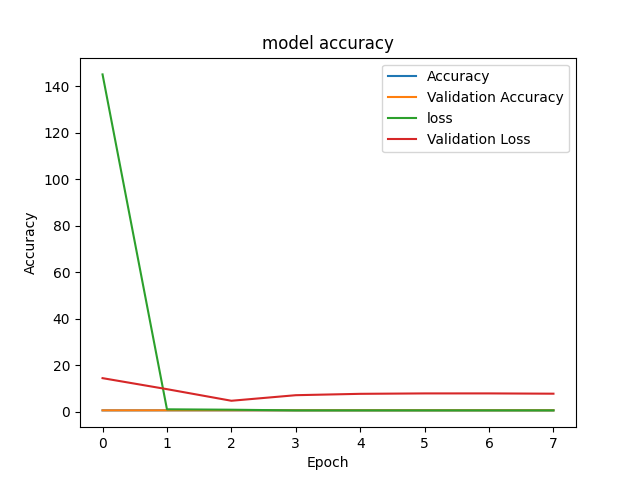 model accuracy
Accuracy
Validation Accuracy
loss
Validation Loss
140
120
100
80
60
40
20
0
Accuracy
0 1 2 3 4 5 6 7
Epoch